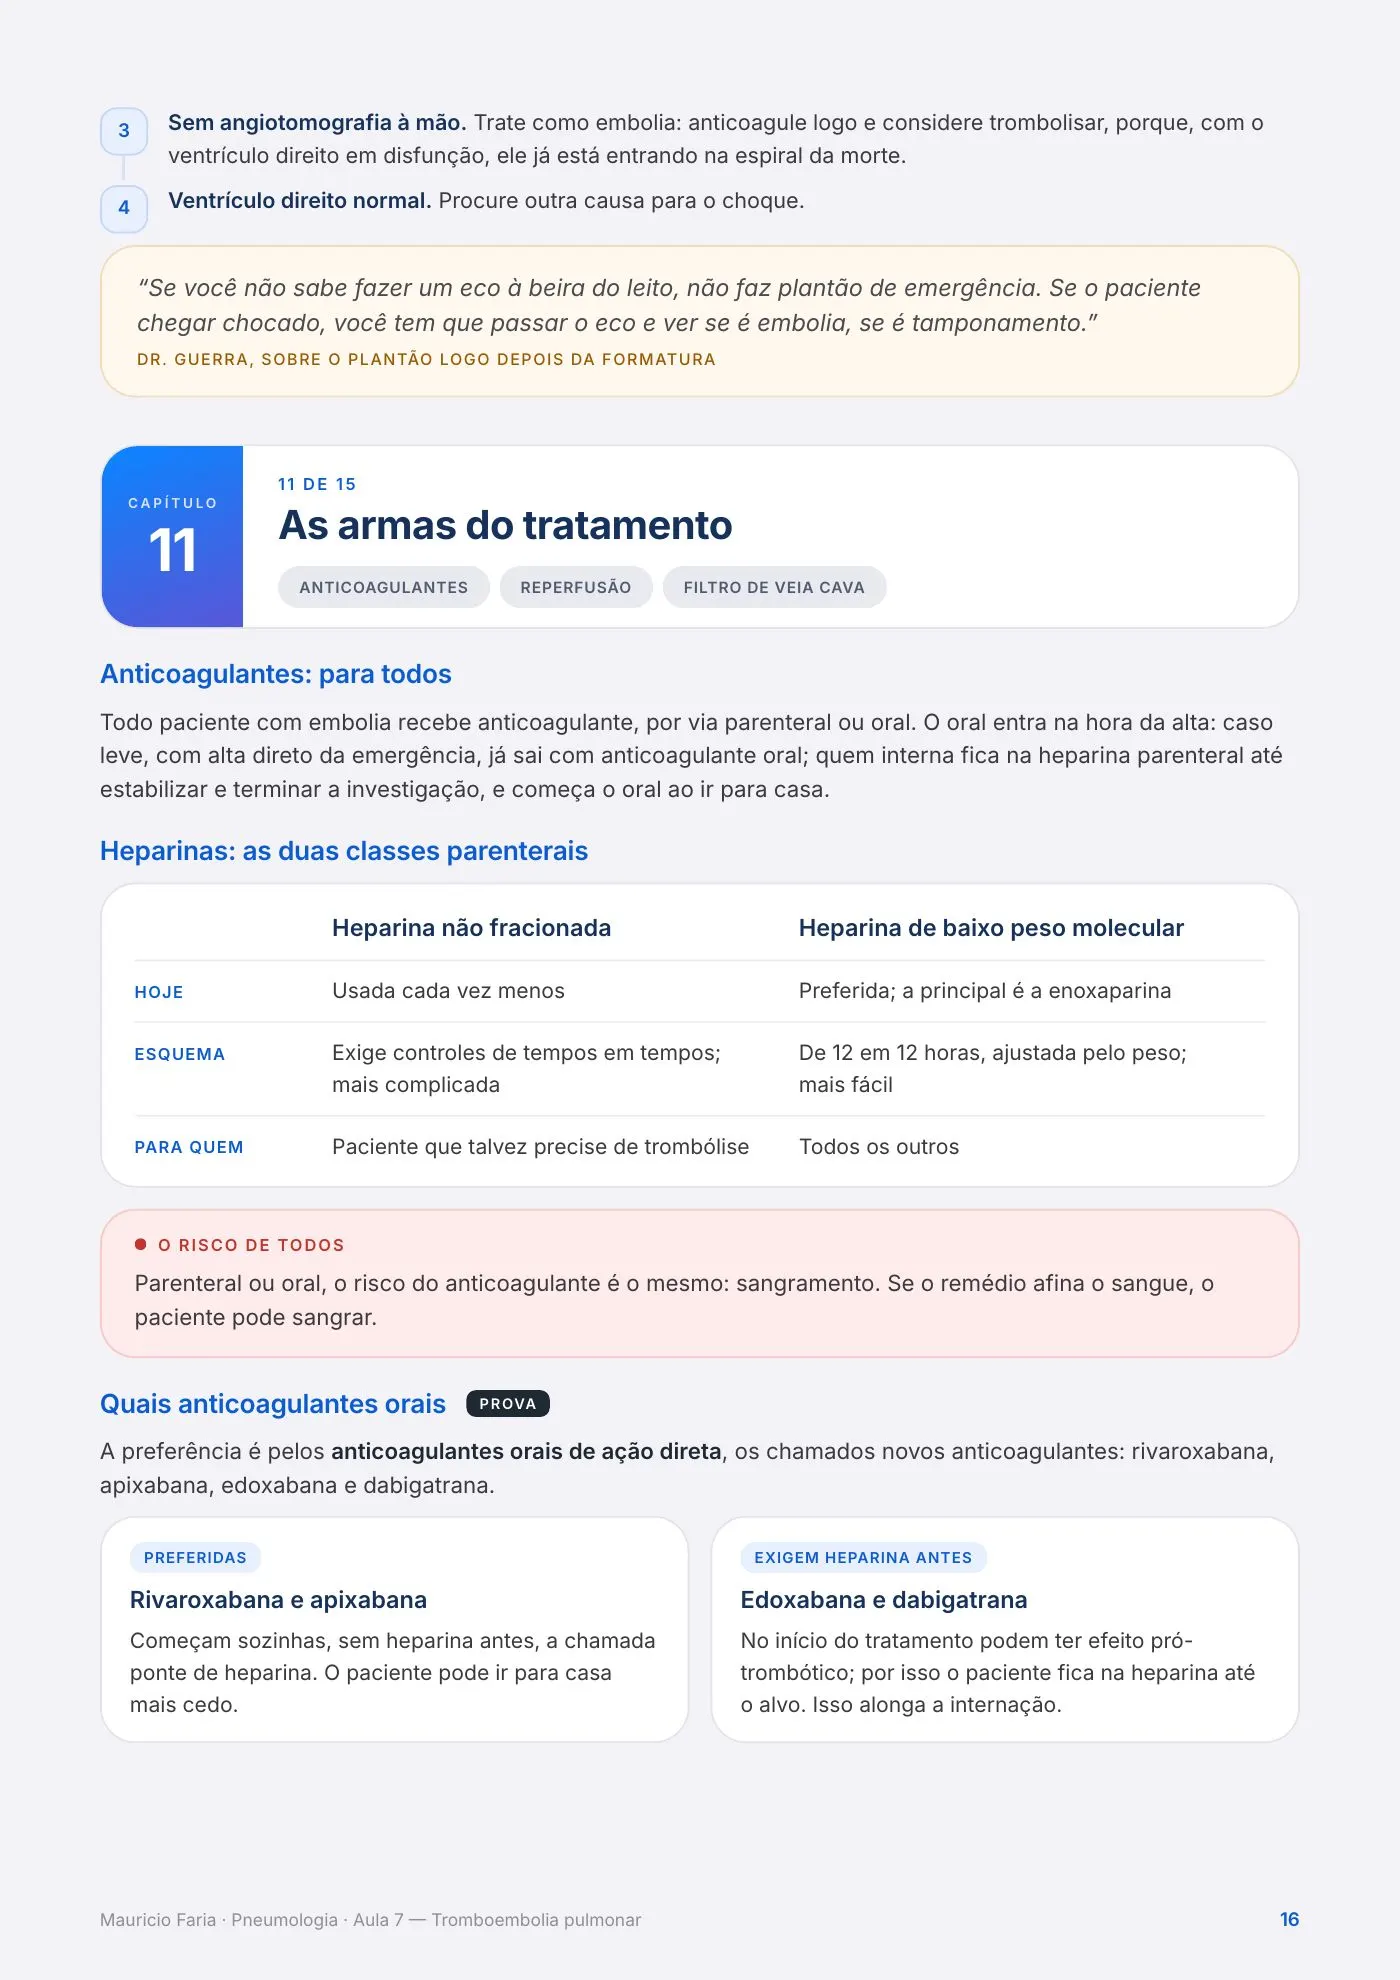 3
Sem angiotomografia à mão. Trate como embolia: anticoagule logo e considere trombolisar, porque, com o
ventrículo direito em disfunção, ele já está entrando na espiral da morte.
4
Ventrículo direito normal. Procure outra causa para o choque.
“Se você não sabe fazer um eco à beira do leito, não faz plantão de emergência. Se o paciente
chegar chocado, você tem que passar o eco e ver se é embolia, se é tamponamento.”
DR. GUERRA, SOBRE O PLANTÃO LOGO DEPOIS DA FORMATURA
CAPÍTULO
11
11 DE 15
As armas do tratamento
ANTICOAGULANTES REPERFUSÃO FILTRO DE VEIA CAVA
Anticoagulantes: para todos
Todo paciente com embolia recebe anticoagulante, por via parenteral ou oral. O oral entra na hora da alta: caso
leve, com alta direto da emergência, já sai com anticoagulante oral; quem interna fica na heparina parenteral até
estabilizar e terminar a investigação, e começa o oral ao ir para casa.
Heparinas: as duas classes parenterais
Heparina não fracionada Heparina de baixo peso molecular
HOJE Usada cada vez menos Preferida; a principal é a enoxaparina
ESQUEMA Exige controles de tempos em tempos; De 12 em 12 horas, ajustada pelo peso;
mais complicada mais fácil
PARA QUEM Paciente que talvez precise de trombólise Todos os outros
O RISCO DE TODOS
Parenteral ou oral, o risco do anticoagulante é o mesmo: sangramento. Se o remédio afina o sangue, o
paciente pode sangrar.
Quais anticoagulantes orais PROVA
A preferência é pelos anticoagulantes orais de ação direta, os chamados novos anticoagulantes: rivaroxabana,
apixabana, edoxabana e dabigatrana.
PREFERIDAS
Rivaroxabana e apixabana
Começam sozinhas, sem heparina antes, a chamada
ponte de heparina. O paciente pode ir para casa
mais cedo.
EXIGEM HEPARINA ANTES
Edoxabana e dabigatrana
No início do tratamento podem ter efeito pró-
trombótico; por isso o paciente fica na heparina até
o alvo. Isso alonga a internação.
Mauricio Faria · Pneumologia · Aula 7 — Tromboembolia pulmonar 16